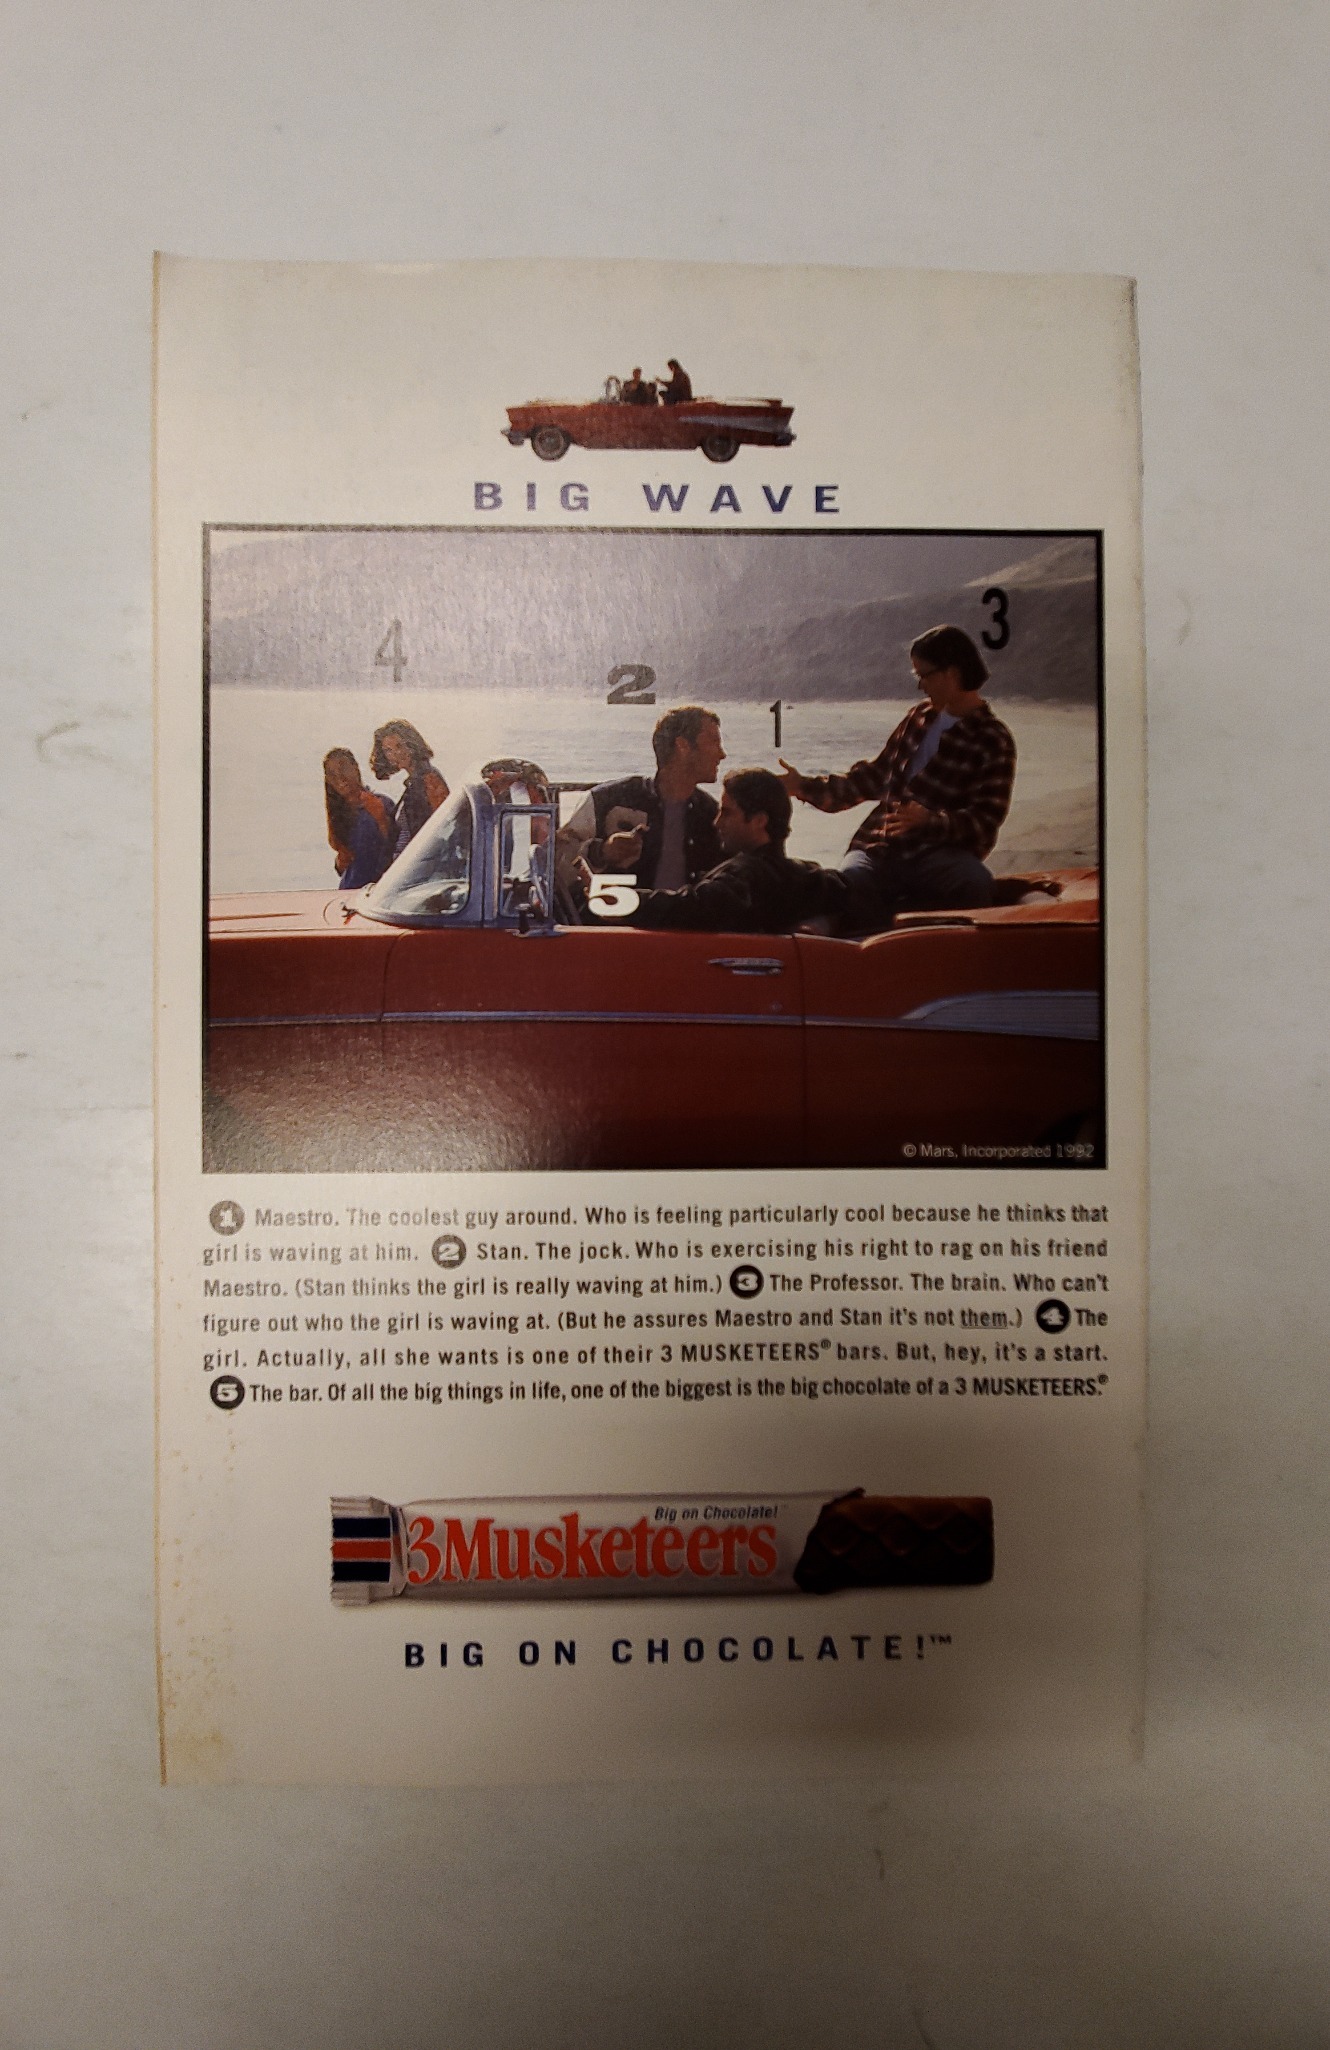 BIG WAVE
4
3
2
1
5
© Mars, Incorporated 1992
1 Maestro. The coolest guy around. Who is feeling particularly cool because he thinks that
girl is waving at him. 2 Stan. The jock. Who is exercising his right to rag on his friend
Maestro. (Stan thinks the girl is really waving at him.) 3 The Professor. The brain. Who can't
figure out who the girl is waving at. (But he assures Maestro and Stan it's not them.) 4 The
girl. Actually, all she wants is one of their 3 MUSKETEERS® bars. But, hey, it's a start.
5 The bar. Of all the big things in life, one of the biggest is the big chocolate of a 3 MUSKETEERS.®
Big on Chocolate!™
3Musketeers
BIG ON CHOCOLATE!™